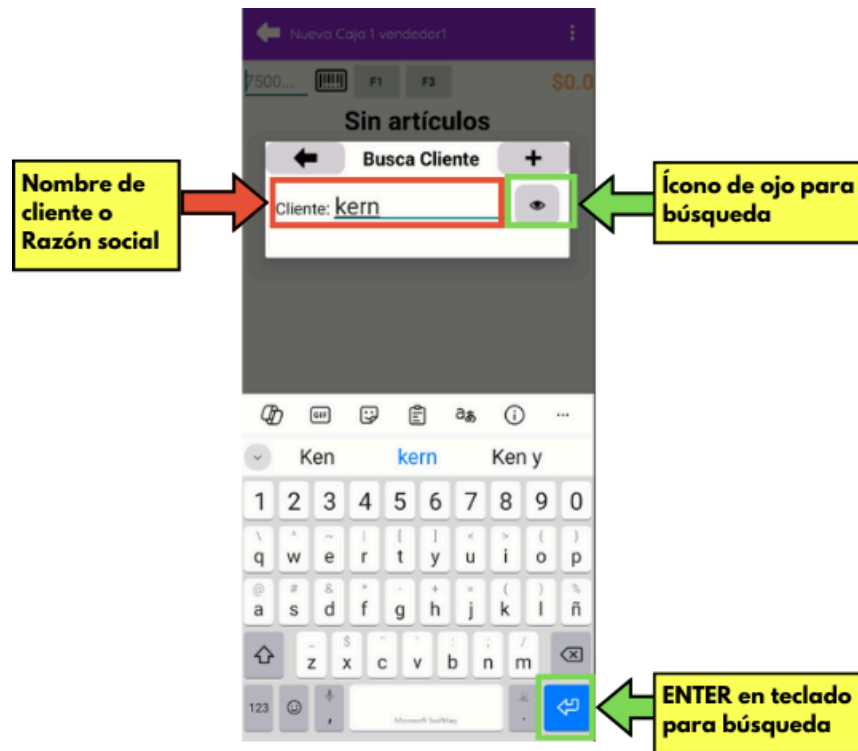 Nueva Caja 1 vendedor1
7500...
F1
F3
$0.0
Sin artículos
Busca Cliente
+
Nombre de
cliente o
Razón social
Cliente: kern
Ícono de ojo para
búsqueda
GIF
Ken
kern
Ken y
1 2 3 4 5 6 7 8 9 0
q w e r t y u i o p
a s d f g h j k l ñ
z x c v b n m
123
,
Microsoft SwiftKey
.
ENTER en teclado
para búsqueda